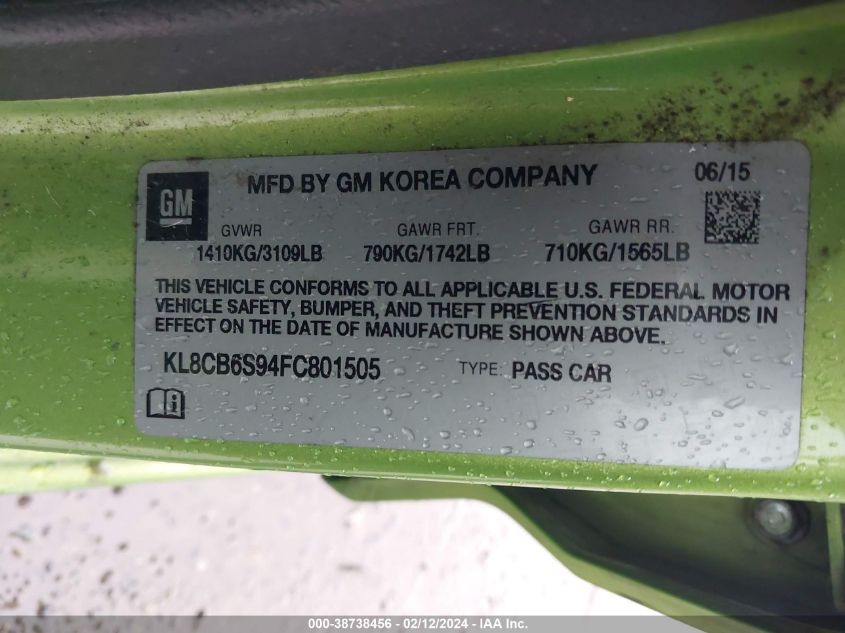 GM
MFD BY GM KOREA COMPANY
06/15
GVWR GAWR FRT. GAWR RR.
1410KG/3109LB 790KG/1742LB 710KG/1565LB
THIS VEHICLE CONFORMS TO ALL APPLICABLE U.S. FEDERAL MOTOR
VEHICLE SAFETY, BUMPER, AND THEFT PREVENTION STANDARDS IN
EFFECT ON THE DATE OF MANUFACTURE SHOWN ABOVE.
KL8CB6S94FC801505 TYPE: PASS CAR
000-38738456 - 02/12/2024 - IAA Inc.